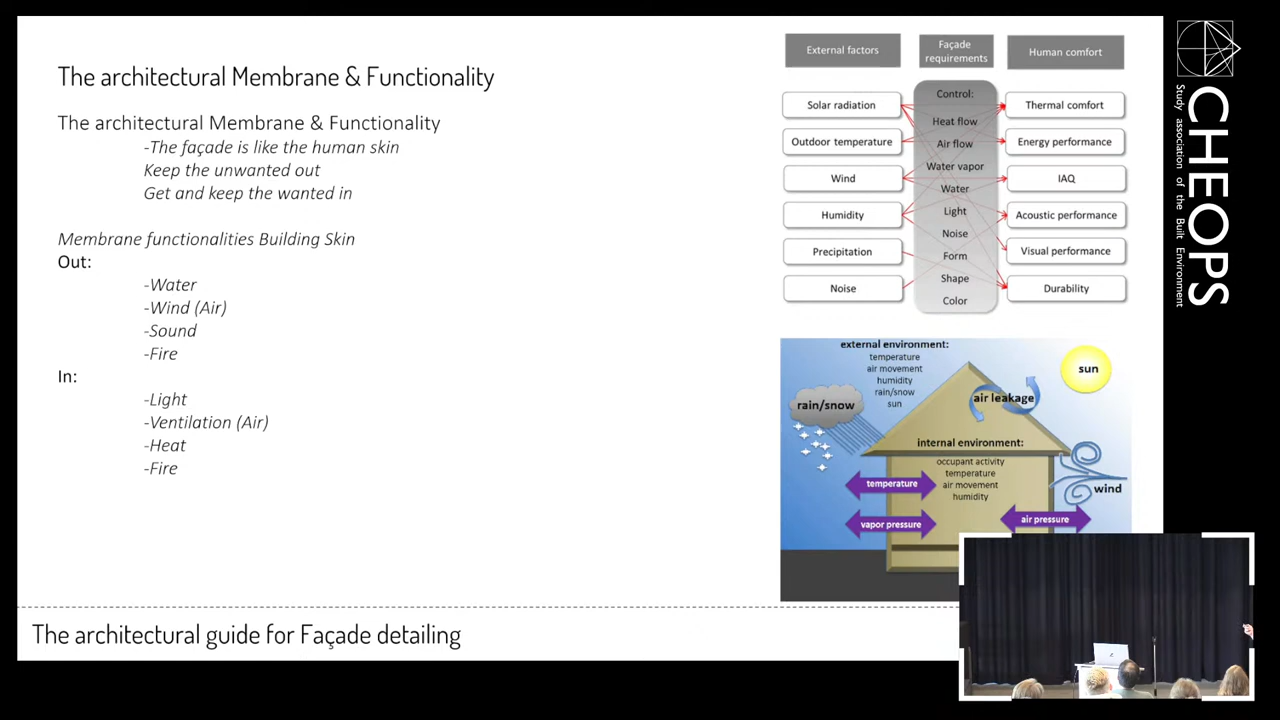 The architectural Membrane & Functionality
The architectural Membrane & Functionality
-The façade is like the human skin
Keep the unwanted out
Get and keep the wanted in
Membrane functionalities Building Skin
Out:
-Water
-Wind (Air)
-Sound
-Fire
In:
-Light
-Ventilation (Air)
-Heat
-Fire
The architectural guide for Façade detailing
External factors
Solar radiation
Outdoor temperature
Wind
Humidity
Precipitation
Noise
Façade
requirements
Control:
Heat flow
Air flow
Water vapor
Water
Light
Noise
Form
Shape
Color
Human comfort
Thermal comfort
Energy performance
IAQ
Acoustic performance
Visual performance
Durability
external environment:
temperature
air movement
humidity
rain/snow
sun
rain/snow
sun
air leakage
internal environment:
occupant activity
temperature
air movement
humidity
temperature
vapor pressure
wind
air pressure
CHEOPS
Study association of the Built Environment